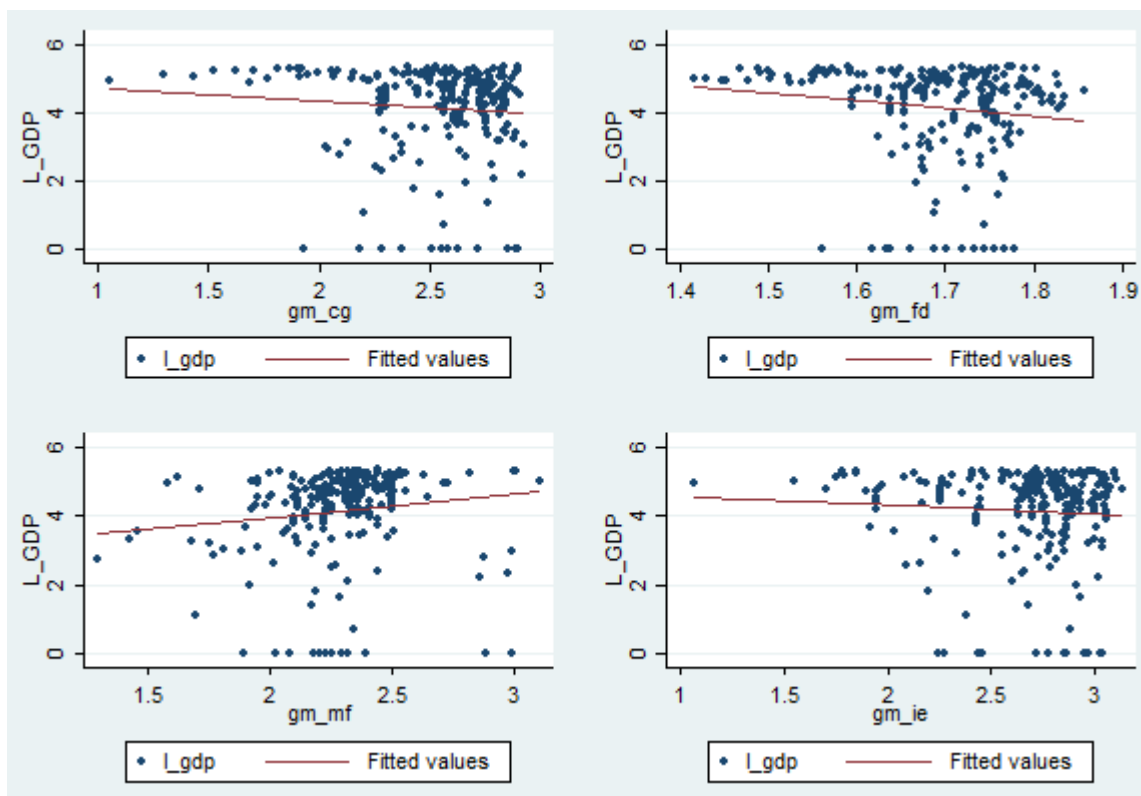 L_GDP
6
4
2
0
1 1.5 2 2.5 3
gm_cg
l_gdp Fitted values
L_GDP
6
4
2
0
1.4 1.5 1.6 1.7 1.8 1.9
gm_fd
l_gdp Fitted values
L_GDP
6
4
2
0
1.5 2 2.5 3
gm_mf
l_gdp Fitted values
L_GDP
6
4
2
0
1 1.5 2 2.5 3
gm_ie
l_gdp Fitted values